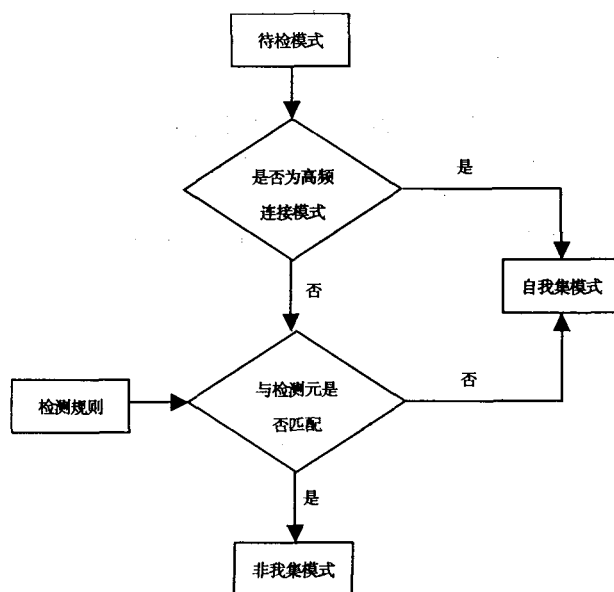 待检模式
是否为高频
连接模式
是
自我集模式
否
检测规则
与检测元是
否匹配
否
是
非我集模式